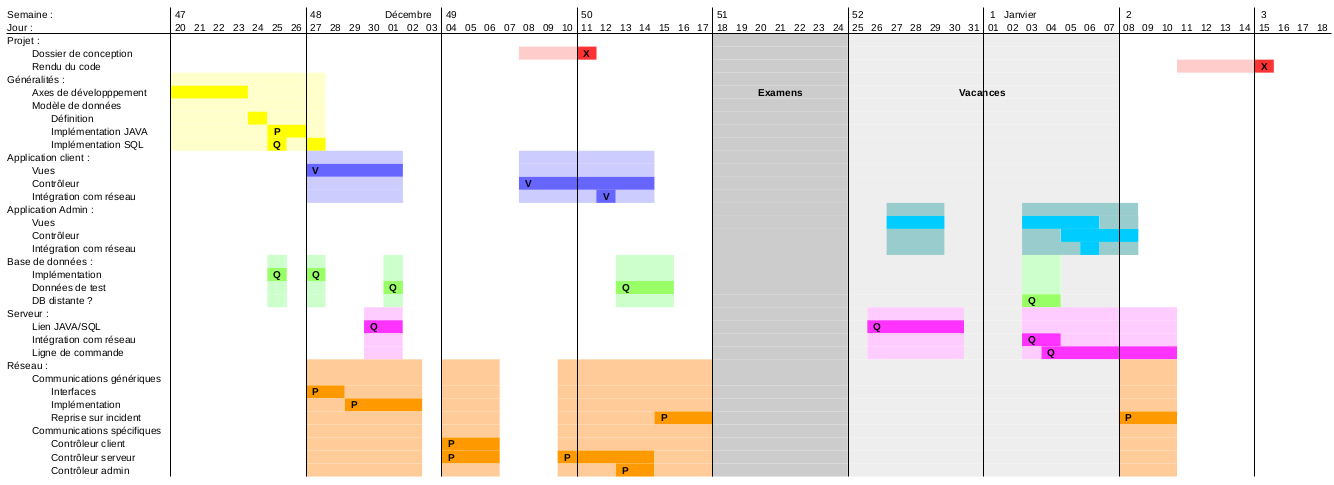 Semaine : 47 48 Décembre 49 50 51 52 1 Janvier 2 3
Jour : 20 21 22 23 24 25 26 27 28 29 30 01 02 03 04 05 06 07 08 09 10 11 12 13 14 15 16 17 18 19 20 21 22 23 24 25 26 27 28 29 30 31 01 02 03 04 05 06 07 08 09 10 11 12 13 14 15 16 17 18
Projet :
Dossier de conception X
Rendu du code X
Généralités :
Axes de développpement Examens Vacances
Modèle de données
Définition
Implémentation JAVA P
Implémentation SQL Q
Application client :
Vues V
Contrôleur V
Intégration com réseau V
Application Admin :
Vues
Contrôleur
Intégration com réseau
Base de données :
Implémentation Q Q
Données de test Q Q
DB distante ? Q
Serveur :
Lien JAVA/SQL Q Q
Intégration com réseau Q
Ligne de commande Q
Réseau :
Communications génériques
Interfaces P
Implémentation P
Reprise sur incident P P
Communications spécifiques
Contrôleur client P
Contrôleur serveur P P
Contrôleur admin P